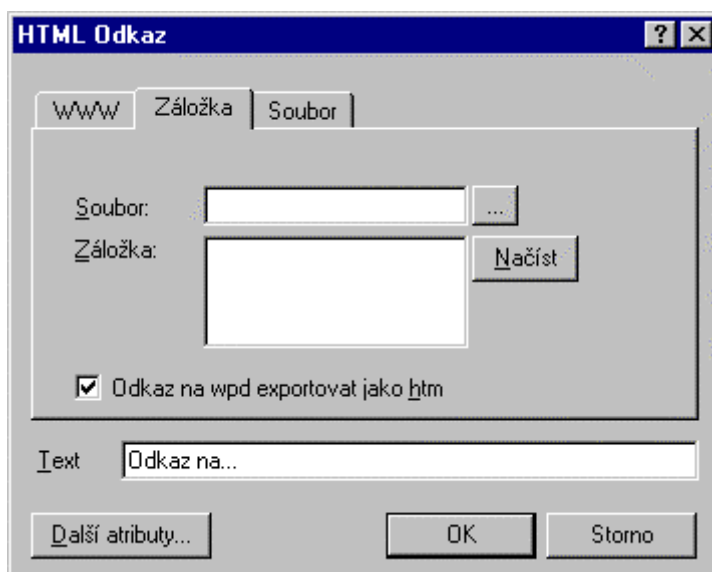 HTML Odkaz
WWW Záložka Soubor
Soubor: ...
Záložka: Načíst
Odkaz na wpd exportovat jako htm
Text Odkaz na...
Další atributy... OK Storno